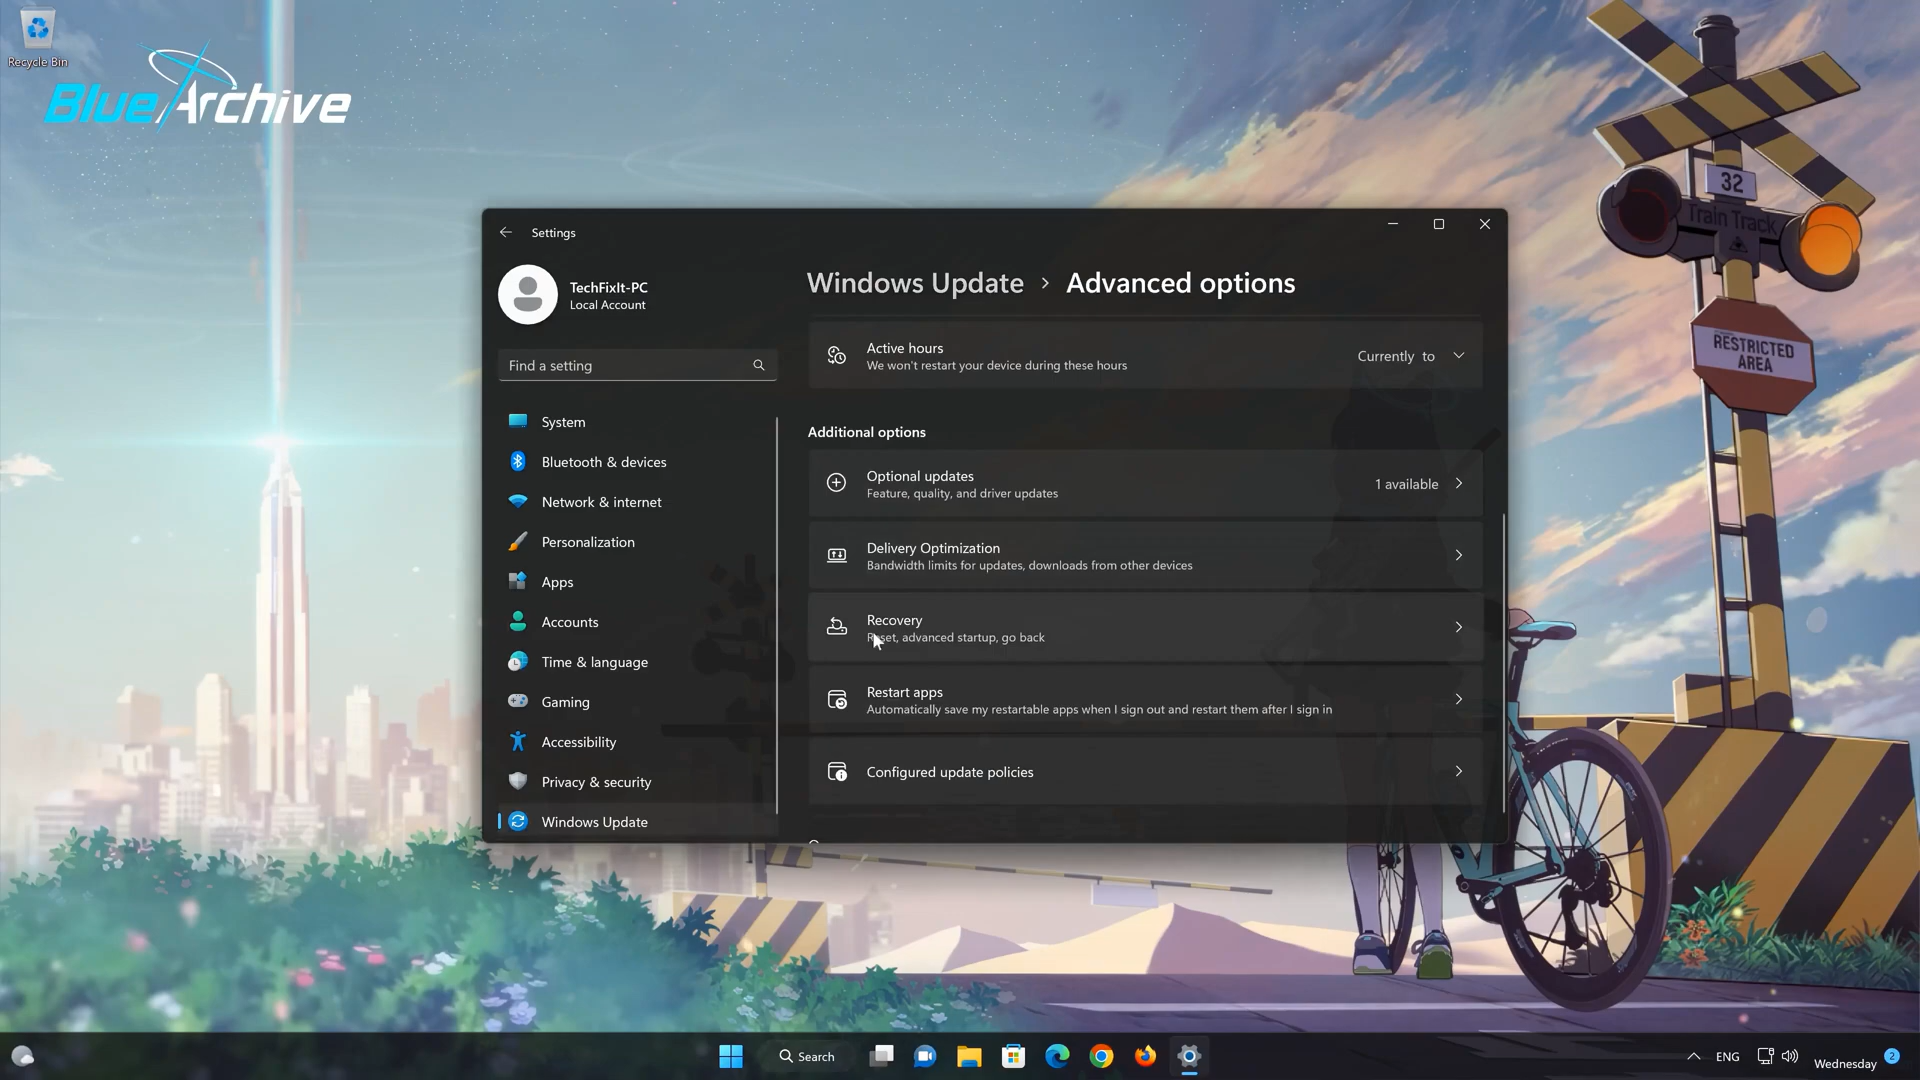 Recycle Bin
Blue Archive
32
Train Track
RESTRICTED
AREA
Settings
TechFixIt-PC
Local Account
Find a setting
System
Bluetooth & devices
Network & internet
Personalization
Apps
Accounts
Time & language
Gaming
Accessibility
Privacy & security
Windows Update
Windows Update > Advanced options
Active hours
We won't restart your device during these hours
Currently to
Additional options
Optional updates
Feature, quality, and driver updates
1 available
Delivery Optimization
Bandwidth limits for updates, downloads from other devices
Recovery
Reset, advanced startup, go back
Restart apps
Automatically save my restartable apps when I sign out and restart them after I sign in
Configured update policies
Search
ENG
Wednesday
2